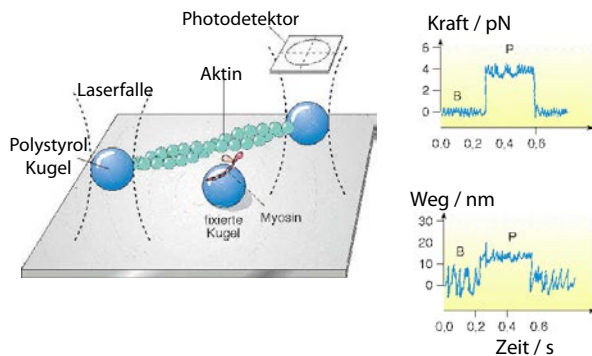 Photodetektor
Laserfalle
Aktin
Polystyrol
Kugel
fixierte
Kugel
Myosin
Kraft / pN
6
4
2
0
B
P
0,0 0,2 0,4 0,6
Weg / nm
30
20
10
0
B
P
0,0 0,2 0,4 0.6
Zeit / s